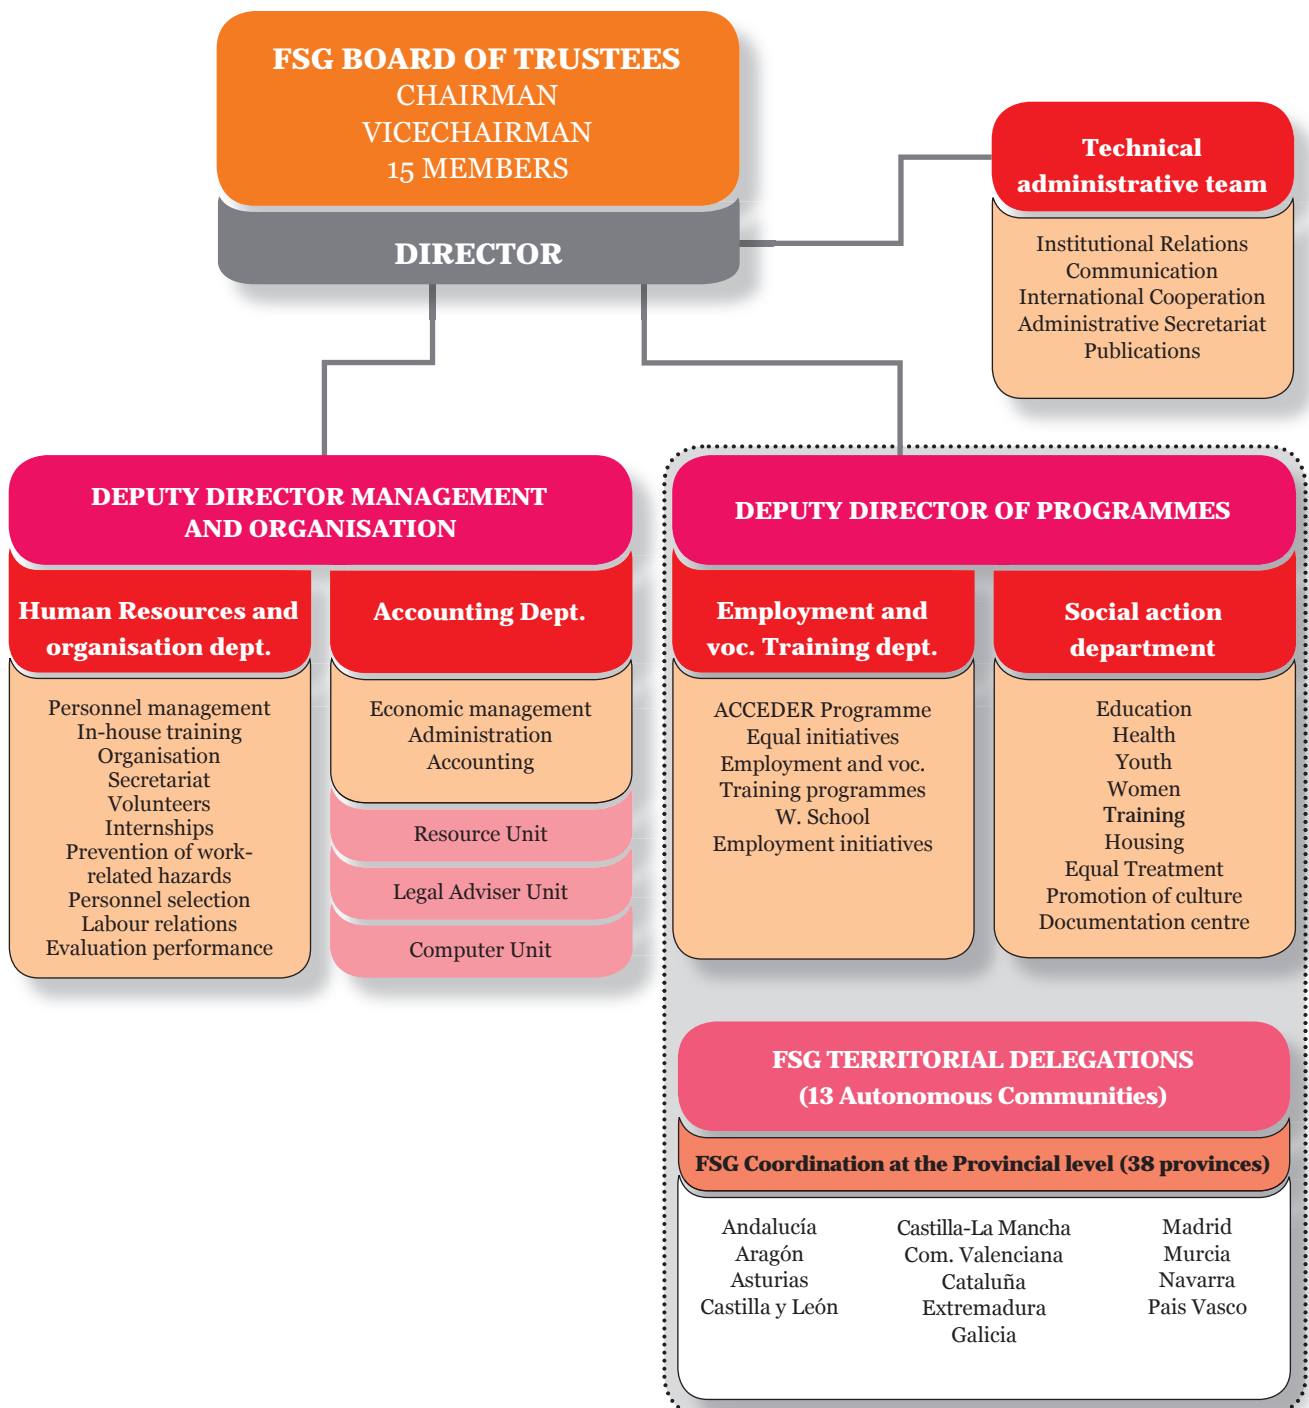 FSG BOARD OF TRUSTEES
CHAIRMAN
VICECHAIRMAN
15 MEMBERS
DIRECTOR
Technical
administrative team
Institutional Relations
Communication
International Cooperation
Administrative Secretariat
Publications
DEPUTY DIRECTOR MANAGEMENT
AND ORGANISATION
Human Resources and
organisation dept.
Personnel management
In-house training
Organisation
Secretariat
Volunteers
Internships
Prevention of work-
related hazards
Personnel selection
Labour relations
Evaluation performance
Accounting Dept.
Economic management
Administration
Accounting
Resource Unit
Legal Adviser Unit
Computer Unit
DEPUTY DIRECTOR OF PROGRAMMES
Employment and
voc. Training dept.
ACCEDER Programme
Equal initiatives
Employment and voc.
Training programmes
W. School
Employment initiatives
Social action
department
Education
Health
Youth
Women
Training
Housing
Equal Treatment
Promotion of culture
Documentation centre
FSG TERRITORIAL DELEGATIONS
(13 Autonomous Communities)
FSG Coordination at the Provincial level (38 provinces)
Andalucía
Aragón
Asturias
Castilla y León
Castilla-La Mancha
Com. Valenciana
Cataluña
Extremadura
Galicia
Madrid
Murcia
Navarra
Pais Vasco